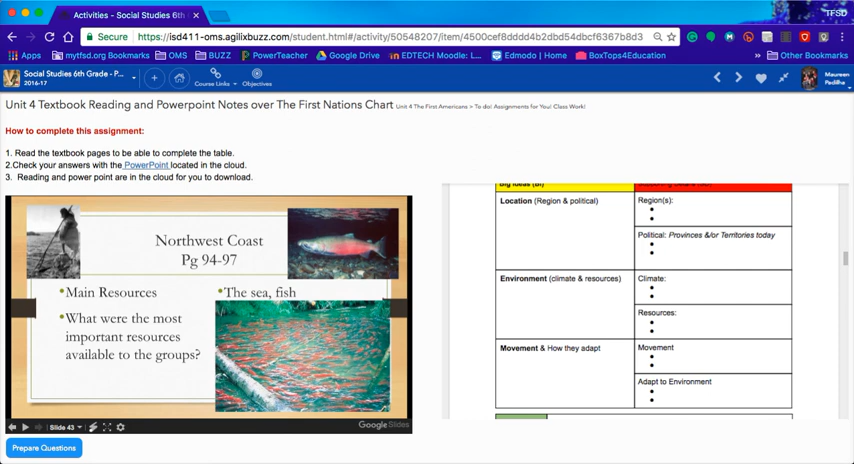 Activities - Social Studies 6th
TFSD
Secure https://isd411-oms.agilixbuzz.com/student.html#/activity/50548207/item/4500cef8dddd4b2dbd54dbcf6367b8d3
Apps mytfsd.org Bookmarks OMS BUZZ PowerTeacher Google Drive EDTECH Moodle: L... Edmodo | Home BoxTops4Education » Other Bookmarks
Social Studies 6th Grade - P...
2016-17
Course Links
Objectives
Maureen
Padilha
Unit 4 Textbook Reading and Powerpoint Notes over The First Nations Chart Unit 4 The First Americans > To do! Assignments for You! Class Work!
How to complete this assignment:
1. Read the textbook pages to be able to complete the table.
2.Check your answers with the PowerPoint located in the cloud.
3. Reading and power point are in the cloud for you to download.
Northwest Coast
Pg 94-97
•Main Resources
•What were the most
important resources
available to the groups?
•The sea, fish
Slide 43
Google Slides
Prepare Questions
Big Ideas (BI)
Location (Region & political)
Region(s):
Political: Provinces &/or Territories today
Environment (climate & resources)
Climate:
Resources:
Movement & How they adapt
Movement
Adapt to Environment